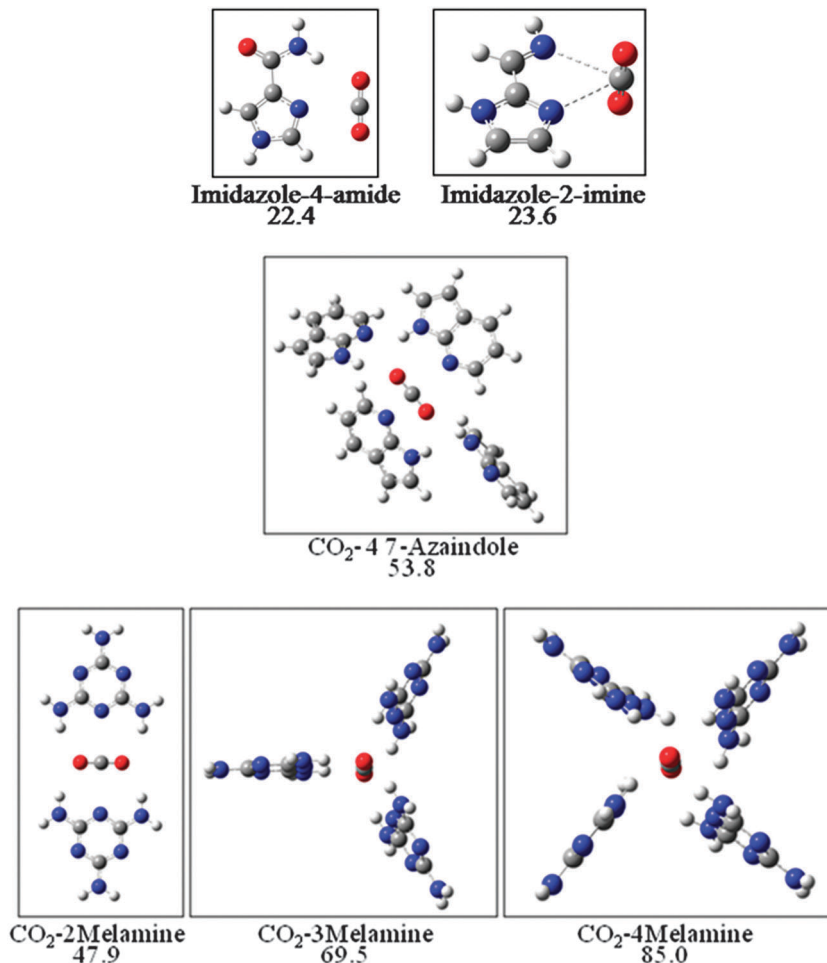 Imidazole-4-amide
22.4
Imidazole-2-imine
23.6
CO₂-4 7-Azaindole
53.8
CO₂-2Melamine
47.9
CO₂-3Melamine
69.5
CO₂-4Melamine
85.0